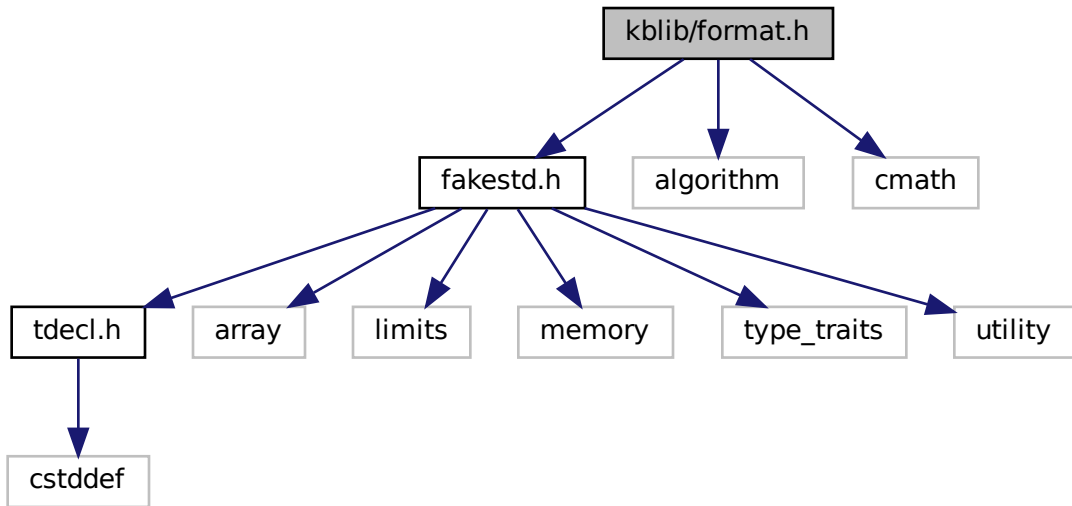 kblib/format.h
fakestd.h
algorithm
cmath
tdecl.h
array
limits
memory
type_traits
utility
cstddef